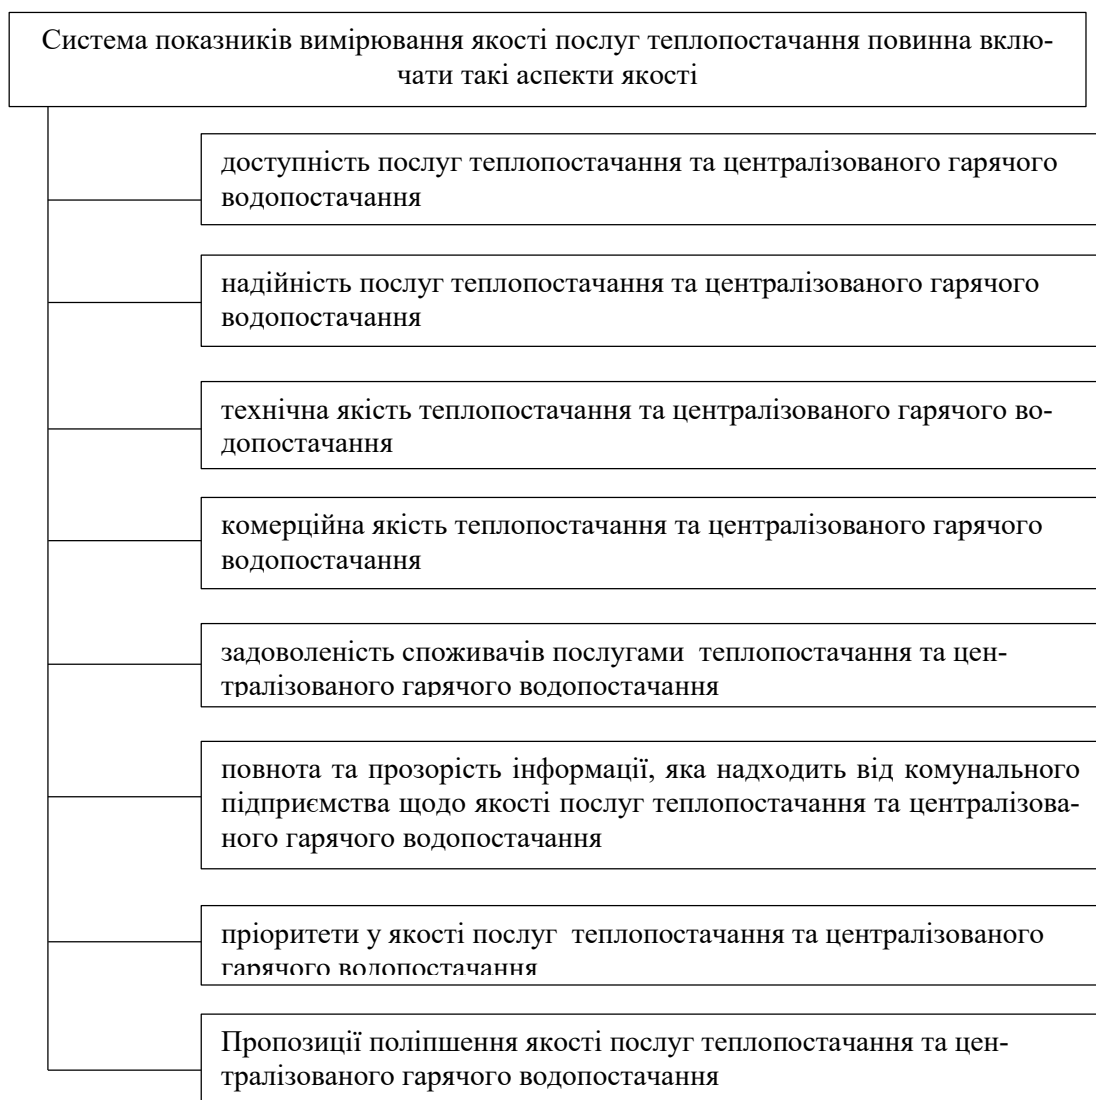 Система показників вимірювання якості послуг теплопостачання повинна вклю-
чати такі аспекти якості
доступність послуг теплопостачання та централізованого гарячого
водопостачання
надійність послуг теплопостачання та централізованого гарячого
водопостачання
технічна якість теплопостачання та централізованого гарячого во-
допостачання
комерційна якість теплопостачання та централізованого гарячого
водопостачання
задоволеність споживачів послугами теплопостачання та цен-
тралізованого гарячого водопостачання
повнота та прозорість інформації, яка надходить від комунального
підприємства щодо якості послуг теплопостачання та централізова-
ного гарячого водопостачання
пріоритети у якості послуг теплопостачання та централізованого
гарячого водопостачання
Пропозиції поліпшення якості послуг теплопостачання та цен-
тралізованого гарячого водопостачання